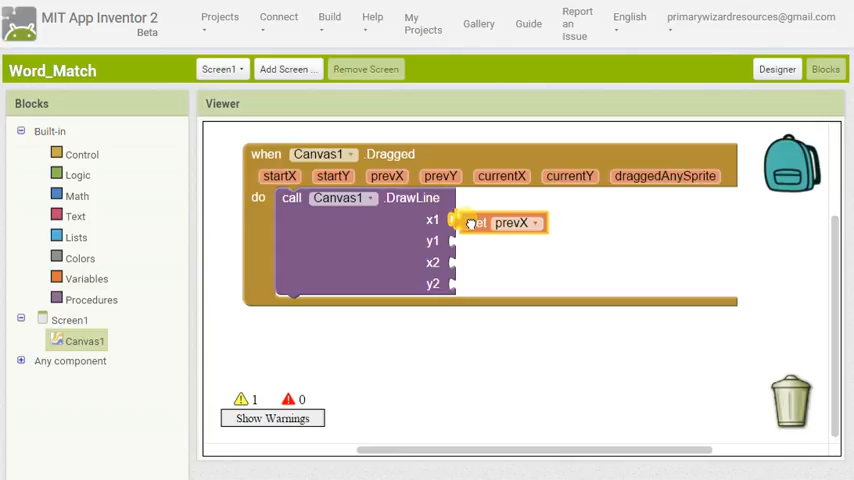 MIT App Inventor 2
Beta
Projects
Connect
Build
Help
My
Projects
Gallery
Guide
Report
an
Issue
English
primarywizardresources@gmail.com
Word_Match
Screen1
Add Screen ...
Remove Screen
Designer
Blocks
Blocks
Viewer
Built-in
Control
Logic
Math
Text
Lists
Colors
Variables
Procedures
Screen1
Canvas1
Any component
when Canvas1 .Dragged
startX startY prevX prevY currentX currentY draggedAnySprite
do call Canvas1 .DrawLine
x1
prevX
y1
x2
y2
1 0
Show Warnings